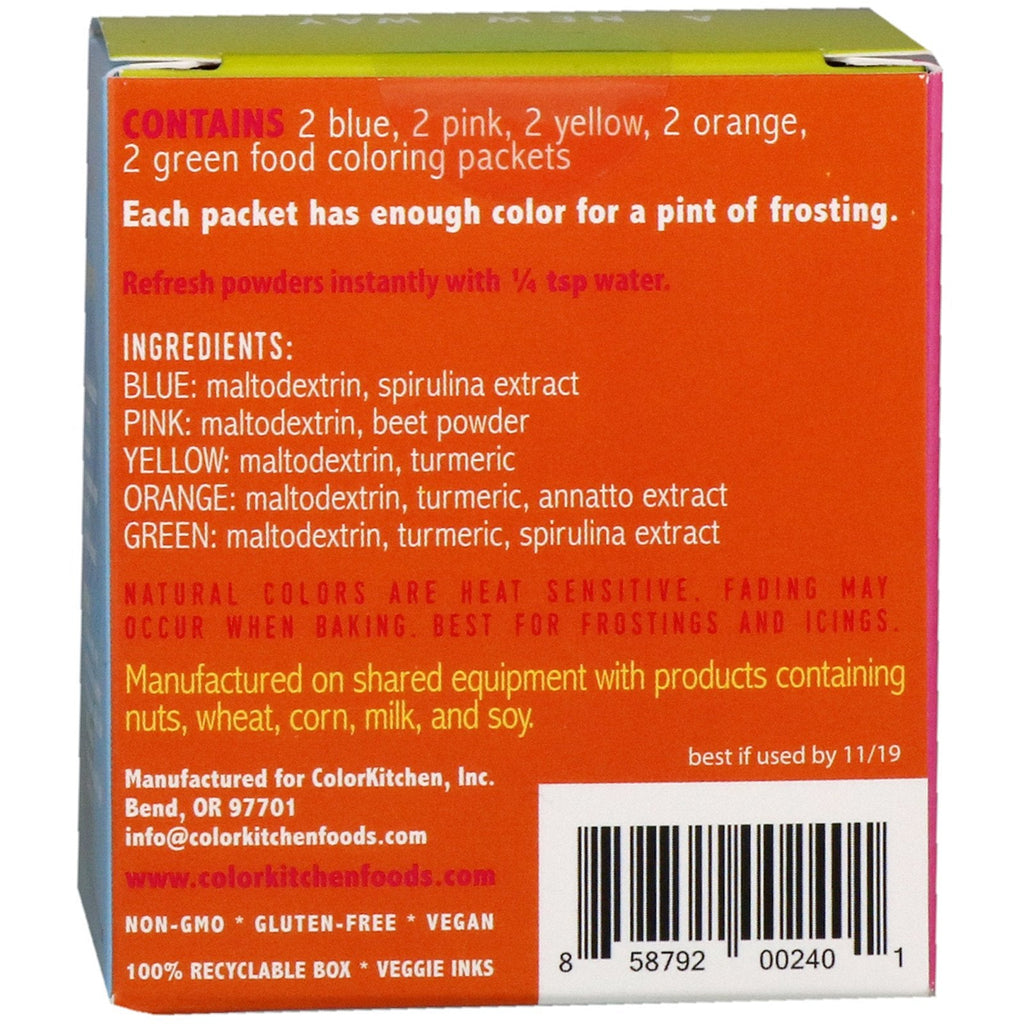 A NEW WAY
CONTAINS 2 blue, 2 pink, 2 yellow, 2 orange,
2 green food coloring packets
Each packet has enough color for a pint of frosting.
Refresh powders instantly with ¼ tsp water.
INGREDIENTS:
BLUE: maltodextrin, spirulina extract
PINK: maltodextrin, beet powder
YELLOW: maltodextrin, turmeric
ORANGE: maltodextrin, turmeric, annatto extract
GREEN: maltodextrin, turmeric, spirulina extract
NATURAL COLORS ARE HEAT SENSITIVE. FADING MAY
OCCUR WHEN BAKING. BEST FOR FROSTINGS AND ICINGS.
Manufactured on shared equipment with products containing
nuts, wheat, corn, milk, and soy.
best if used by 11/19
Manufactured for ColorKitchen, Inc.
Bend, OR 97701
info@colorkitchenfoods.com
www.colorkitchenfoods.com
NON-GMO * GLUTEN-FREE * VEGAN
100% RECYCLABLE BOX * VEGGIE INKS
8 58792 00240 1